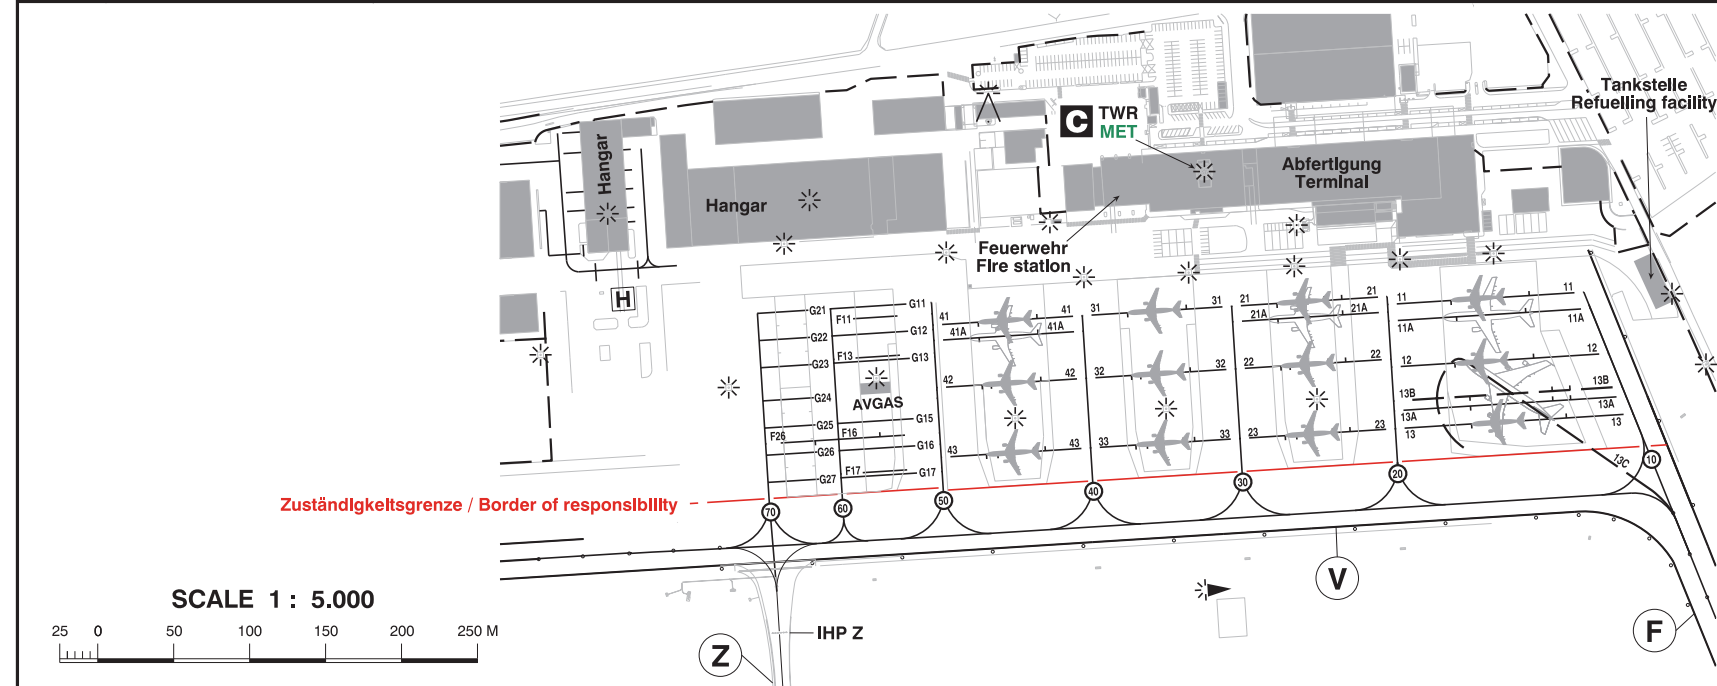 Tankstelle
Refuelling facility
C TWR
MET
Hangar
Abfertigung
Terminal
Hangar
Feuerwehr
Fire station
H
G21
G22
G23
G24
G25
F26
G26
G27
F11
G11
G12
F13
G13
AVGAS
G15
F16
G16
F17
G17
41
41
41A
41A
42
42
43
43
31
31
32
32
33
33
21
21
21A
21A
22
22
23
23
11
11
11A
11A
12
12
13B
13B
13A
13A
13
13
13C
Zuständigkeitsgrenze / Border of responsibility
70
60
50
40
30
20
10
V
SCALE 1 : 5.000
25 0 50 100 150 200 250 M
IHP Z
Z
F